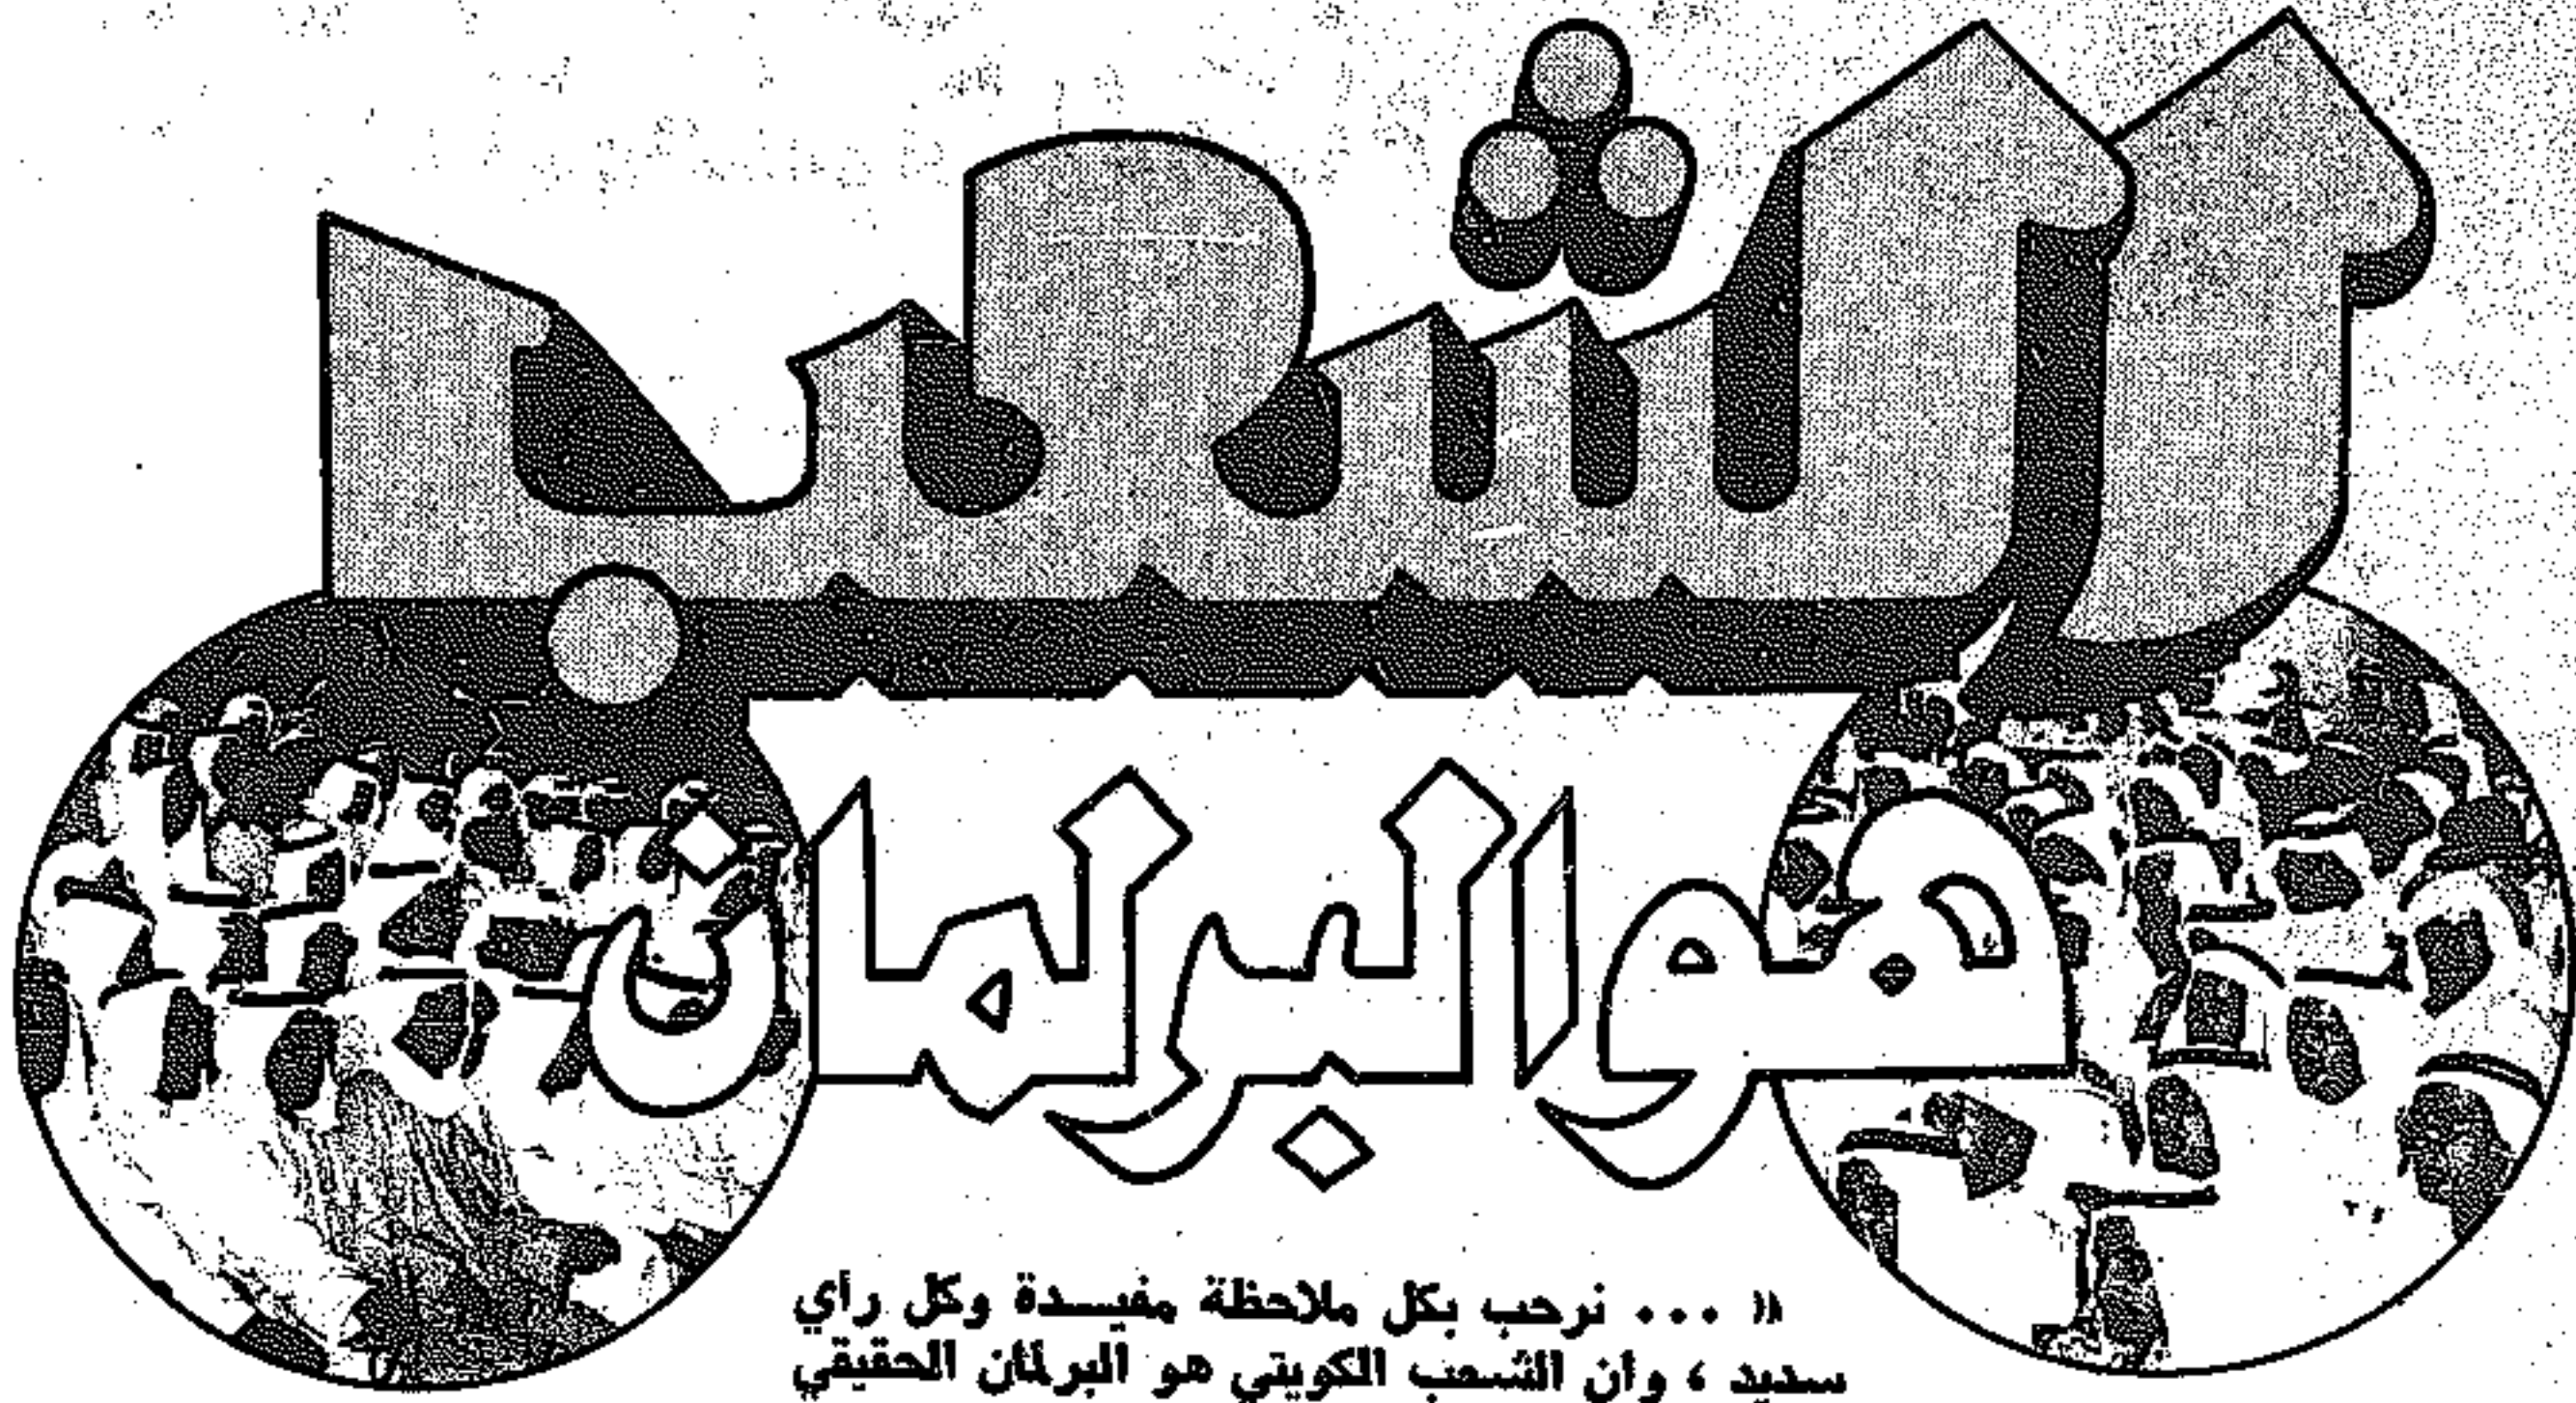 الشعب
هو البرلمان
« ... نرحب بكل ملاحظة مفيدة وكل رأي
سديد ، وأن الشعب الكويتي هو البرلمان الحقيقي